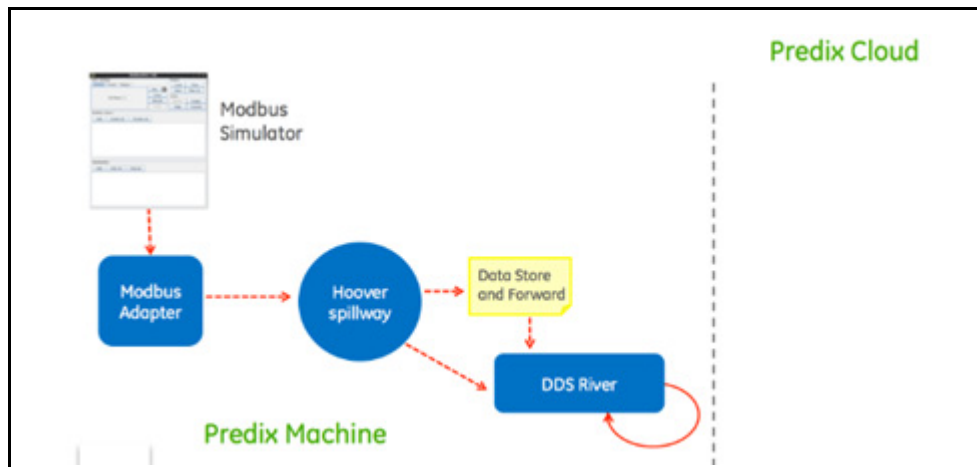 Predix Cloud
Modbus
Simulator
Modbus
Adapter
Hoover
spillway
Data Store
and Forward
DDS River
Predix Machine